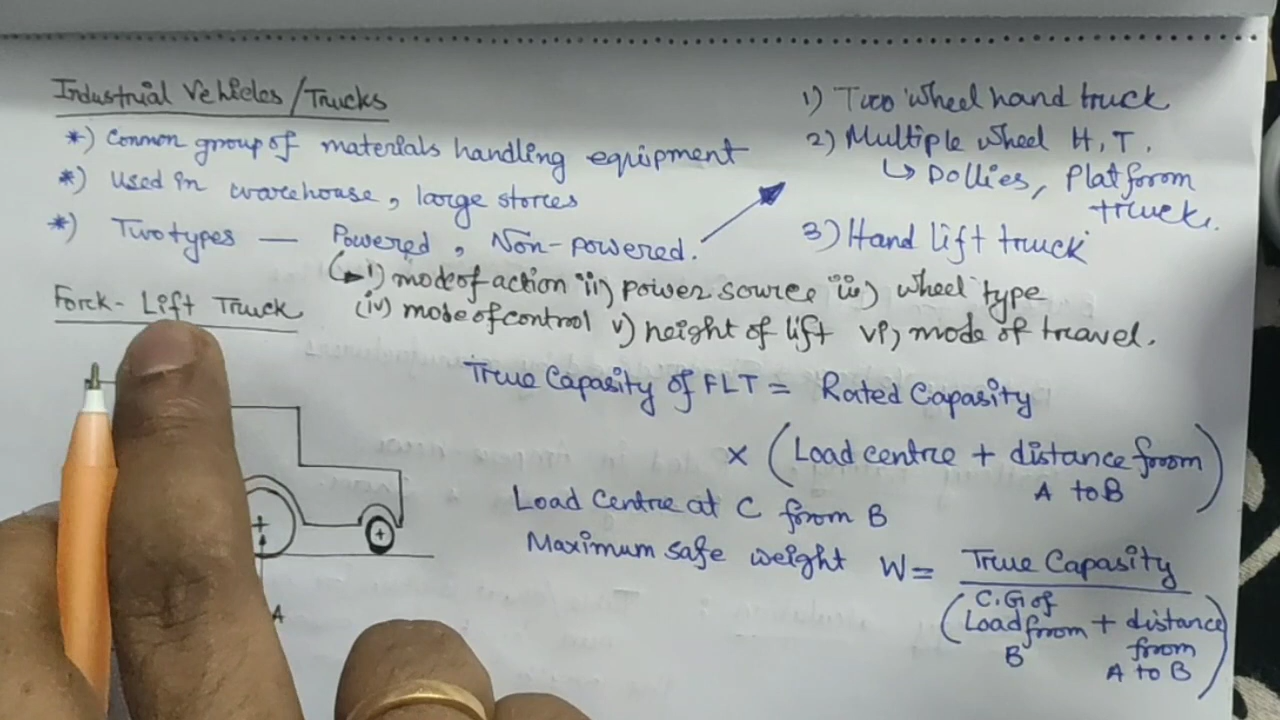 Industrial Vehicles/Trucks
*) Common group of materials handling equipment
*) Used in warehouse, large stores
*) Two types — Powered, Non-powered.
1) Two wheel hand truck
2) Multiple wheel H.T.
↳ Dollies, Platform
truck.
3) Hand lift truck
(→ i) mode of action ii) power source iii) wheel type
(iv) mode of control v) height of lift vi) mode of travel.
Forck-Lift Truck
True Capasity of FLT = Rated Capasity
× (Load centre + distance from
A to B)
Load Centre at C from B
Maximum safe weight W = True Capasity
(C.G of
Load from + distance
B from
A to B)
A